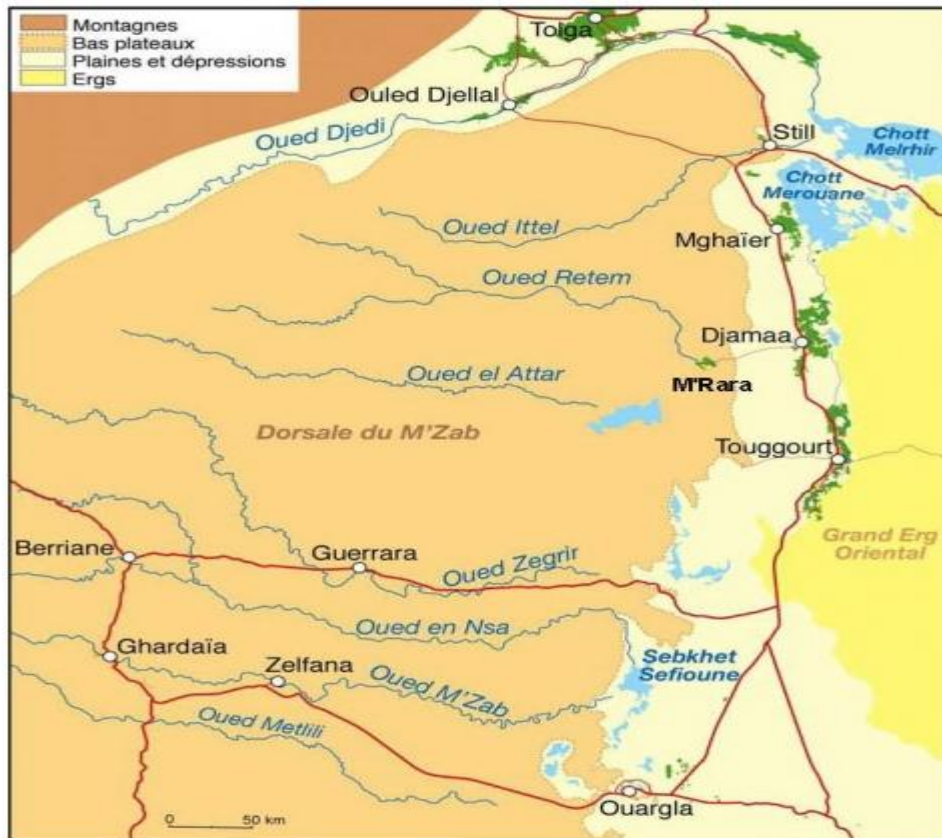 Montagnes
Bas plateaux
Plaines et dépressions
Ergs
Tolga
Ouled Djellal
Oued Djedi
Still
Chott
Melrhir
Chott
Merouane
Oued Ittel
Mghaïer
Oued Retem
Djamaa
Oued el Attar
M'Rara
Dorsale du M'Zab
Touggourt
Grand Erg
Oriental
Berriane
Guerrara
Oued Zegrir
Oued en Nsa
Ghardaïa
Zelfana
Sebkhet
Sefioune
Oued M'Zab
Oued Metlili
Ouargla
0 50 km